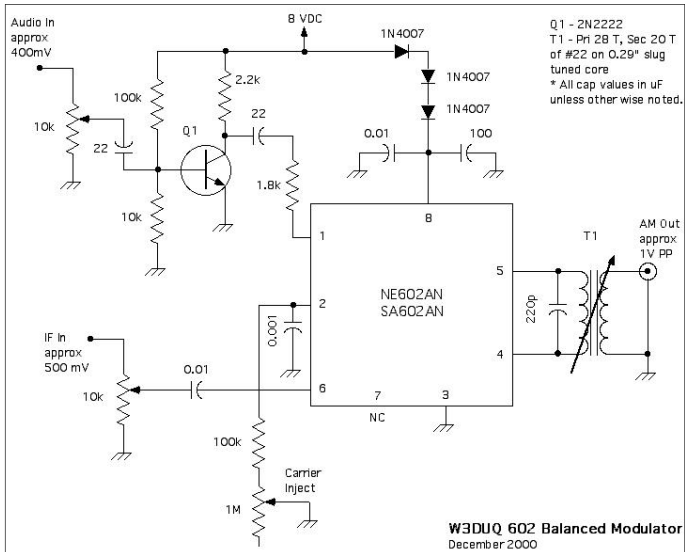 Audio In
approx
400mV
8 VDC
1N4007
1N4007
1N4007
Q1 - 2N2222
T1 - Pri 28 T, Sec 20 T
of #22 on 0.29" slug
tuned core
* All cap values in uF
unless other wise noted.
100k
2.2k
10k
22
Q1
22
0.01
100
10k
1.8k
8
1
T1
AM Out
approx
1V PP
5
2
NE602AN
SA602AN
220p
0.001
IF In
approx
500 mV
4
0.01
6
7
3
10k
NC
100k
Carrier
Inject
1M
W3DUQ 602 Balanced Modulator
December 2000